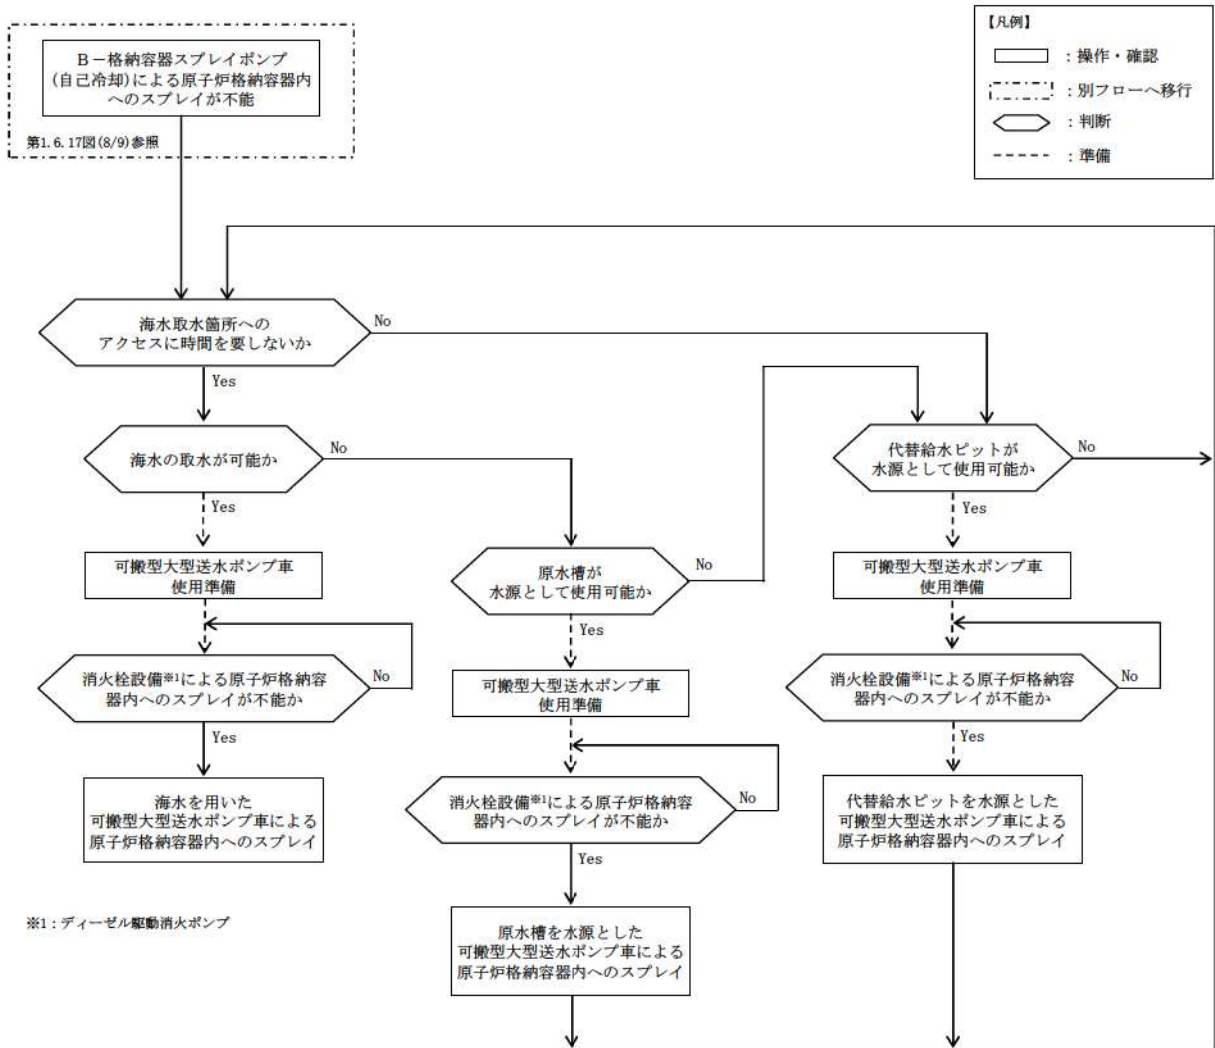 【凡例】
：操作・確認
：別フローへ移行
：判断
：準備
B－格納容器スプレイポンプ
(自己冷却)による原子炉格納容器内
へのスプレイが不能
第1.6.17図(8/9)参照
海水取水箇所への
アクセスに時間を要しないか
No
Yes
海水の取水が可能か
No
Yes
代替給水ピットが
水源として使用可能か
No
Yes
可搬型大型送水ポンプ車
使用準備
原水槽が
水源として使用可能か
No
Yes
可搬型大型送水ポンプ車
使用準備
消火栓設備※1による原子炉格納容
器内へのスプレイが不能か
No
Yes
可搬型大型送水ポンプ車
使用準備
消火栓設備※1による原子炉格納容
器内へのスプレイが不能か
No
Yes
海水を用いた
可搬型大型送水ポンプ車による
原子炉格納容器内へのスプレイ
消火栓設備※1による原子炉格納容
器内へのスプレイが不能か
No
Yes
代替給水ピットを水源とした
可搬型大型送水ポンプ車による
原子炉格納容器内へのスプレイ
※1：ディーゼル駆動消火ポンプ
原水槽を水源とした
可搬型大型送水ポンプ車による
原子炉格納容器内へのスプレイ